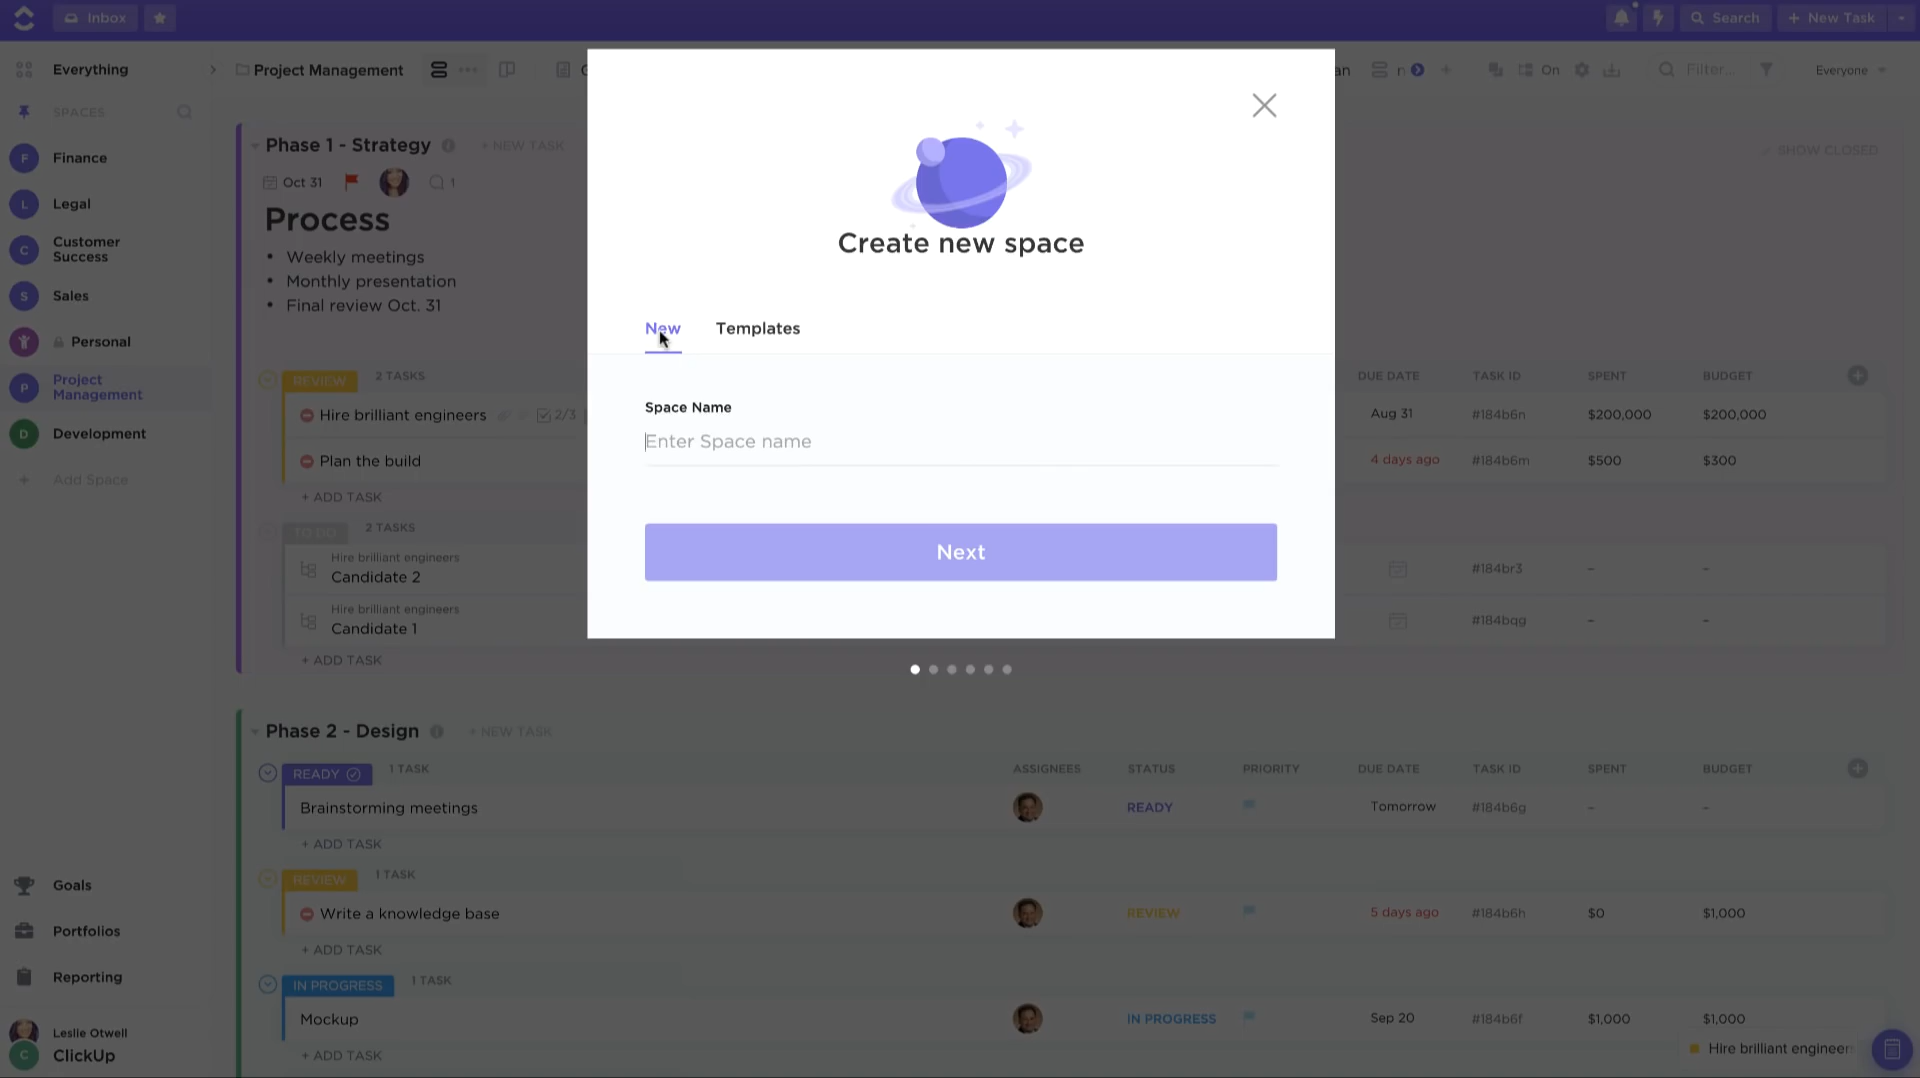 Inbox
Search
+ New Task
Everything
Project Management
On
Filter...
Everyone
SPACES
F Finance
L Legal
C Customer
Success
S Sales
Personal
P Project
Management
D Development
+ Add Space
Goals
Portfolios
Reporting
Leslie Otwell
C ClickUp
Phase 1 - Strategy
+ NEW TASK
SHOW CLOSED
Oct 31
1
Process
• Weekly meetings
• Monthly presentation
• Final review Oct. 31
Create new space
New Templates
Space Name
Enter Space name
Next
REVIEW 2 TASKS DUE DATE TASK ID SPENT BUDGET
Hire brilliant engineers 2/3 Aug 31 #184b6n $200,000 $200,000
Plan the build 4 days ago #184b6m $500 $300
+ ADD TASK
TO DO 2 TASKS
Hire brilliant engineers
Candidate 2 #184br3 – –
Hire brilliant engineers
Candidate 1 #184bqg – –
+ ADD TASK
Phase 2 - Design + NEW TASK
READY 1 TASK ASSIGNEES STATUS PRIORITY DUE DATE TASK ID SPENT BUDGET
Brainstorming meetings READY Tomorrow #184b6g – –
+ ADD TASK
REVIEW 1 TASK
Write a knowledge base REVIEW 5 days ago #184b6h $0 $1,000
+ ADD TASK
IN PROGRESS 1 TASK
Mockup IN PROGRESS Sep 20 #184b6f $1,000 $1,000
+ ADD TASK
Hire brilliant engineers